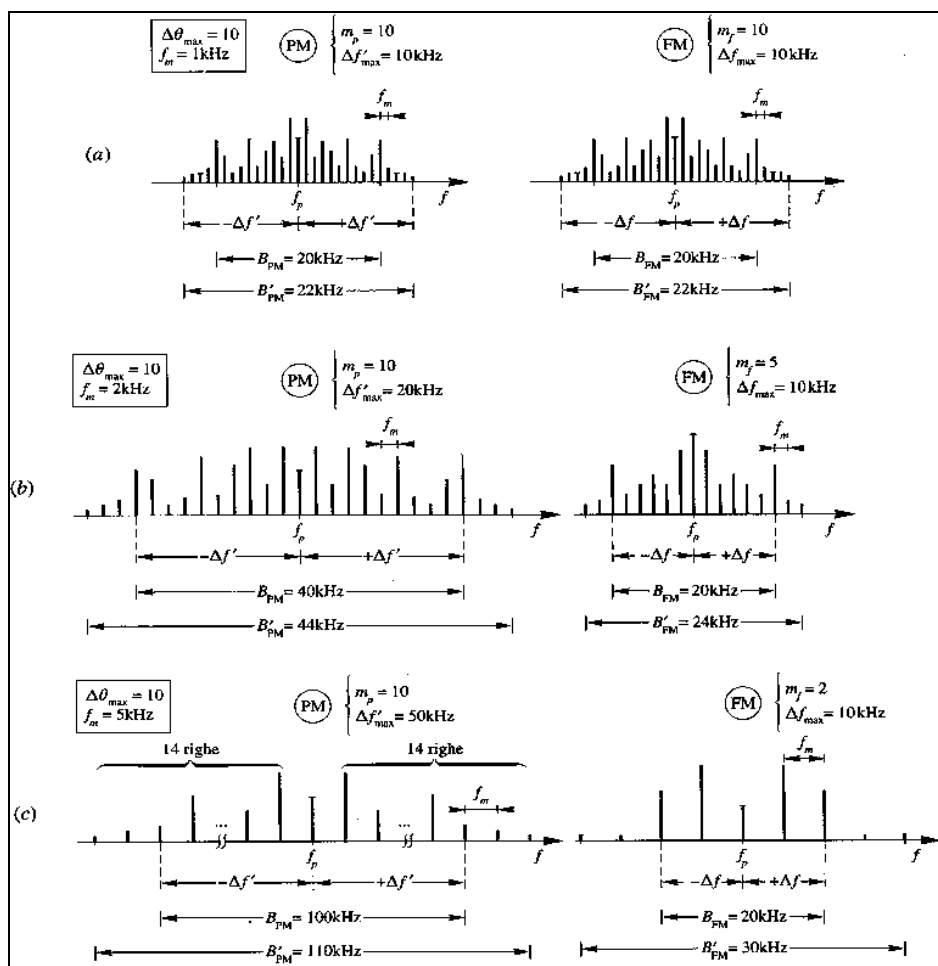 Δθmax = 10
fm = 1kHz
PM
mp = 10
Δf'max = 10kHz
FM
mf = 10
Δfmax = 10kHz
fm
fm
(a)
fp
f
fp
f
−Δf'
+Δf'
−Δf
+Δf
BPM = 20kHz
BFM = 20kHz
B'PM = 22kHz
B'FM = 22kHz
Δθmax = 10
fm = 2kHz
PM
mp = 10
Δf'max = 20kHz
FM
mf = 5
Δfmax = 10kHz
fm
fm
(b)
fp
f
fp
f
−Δf'
+Δf'
−Δf
+Δf
BPM = 40kHz
BFM = 20kHz
B'PM = 44kHz
B'FM = 24kHz
Δθmax = 10
fm = 5kHz
PM
mp = 10
Δf'max = 50kHz
FM
mf = 2
Δfmax = 10kHz
14 righe
14 righe
fm
fm
(c)
...
...
fp
f
fp
f
−Δf'
+Δf'
−Δf
+Δf
BPM = 100kHz
BFM = 20kHz
B'PM = 110kHz
B'FM = 30kHz